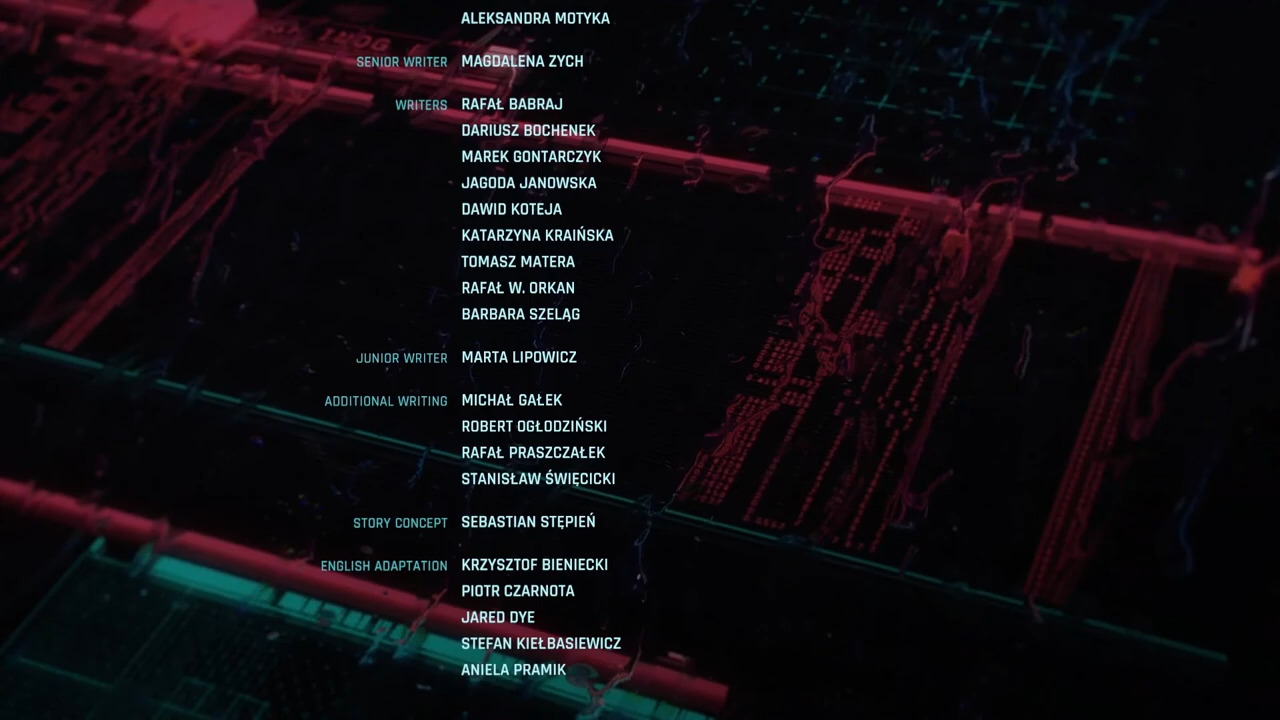 ALEKSANDRA MOTYKA
SENIOR WRITER MAGDALENA ZYCH
WRITERS RAFAŁ BABRAJ
DARIUSZ BOCHENEK
MAREK GONTARCZYK
JAGODA JANOWSKA
DAWID KOTEJA
KATARZYNA KRAIŃSKA
TOMASZ MATERA
RAFAŁ W. ORKAN
BARBARA SZELĄG
JUNIOR WRITER MARTA LIPOWICZ
ADDITIONAL WRITING MICHAŁ GAŁEK
ROBERT OGŁODZIŃSKI
RAFAŁ PRASZCZAŁEK
STANISŁAW ŚWIĘCICKI
STORY CONCEPT SEBASTIAN STĘPIEŃ
ENGLISH ADAPTATION KRZYSZTOF BIENIECKI
PIOTR CZARNOTA
JARED DYE
STEFAN KIEŁBASIEWICZ
ANIELA PRAMIK